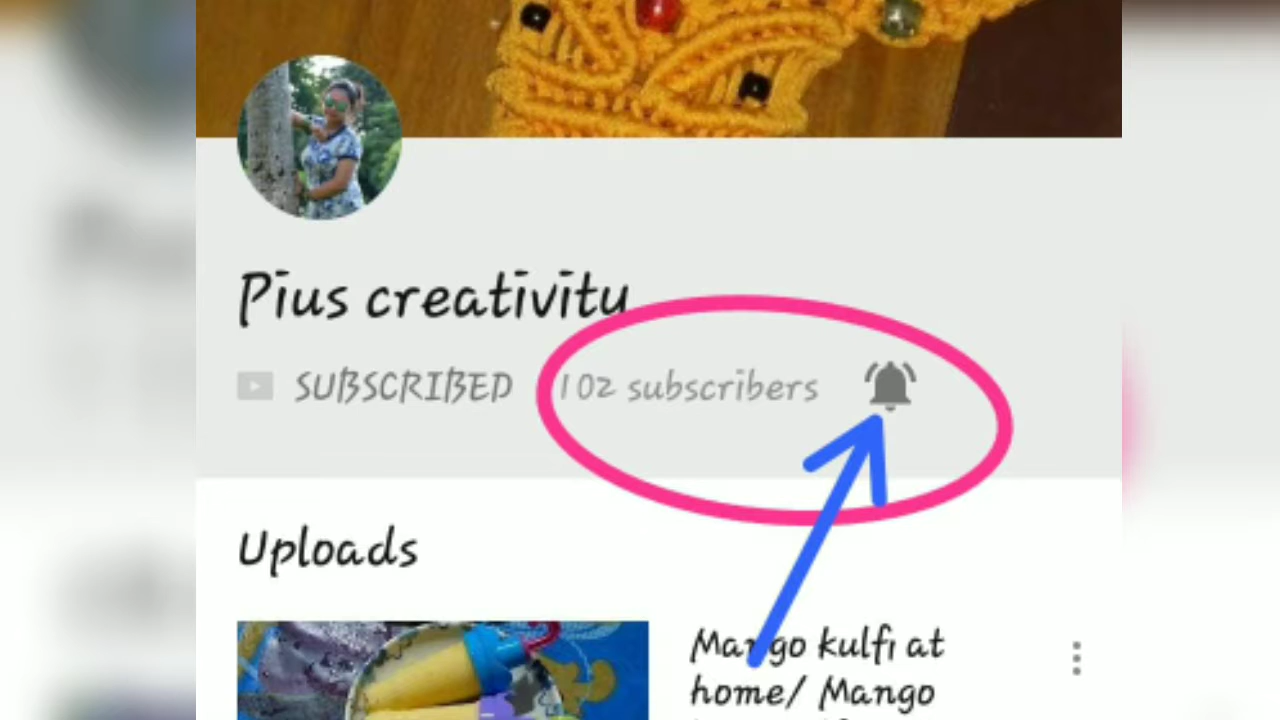 Pius creativity
SUBSCRIBED 102 subscribers
Uploads
Mango kulfi at
home/ Mango